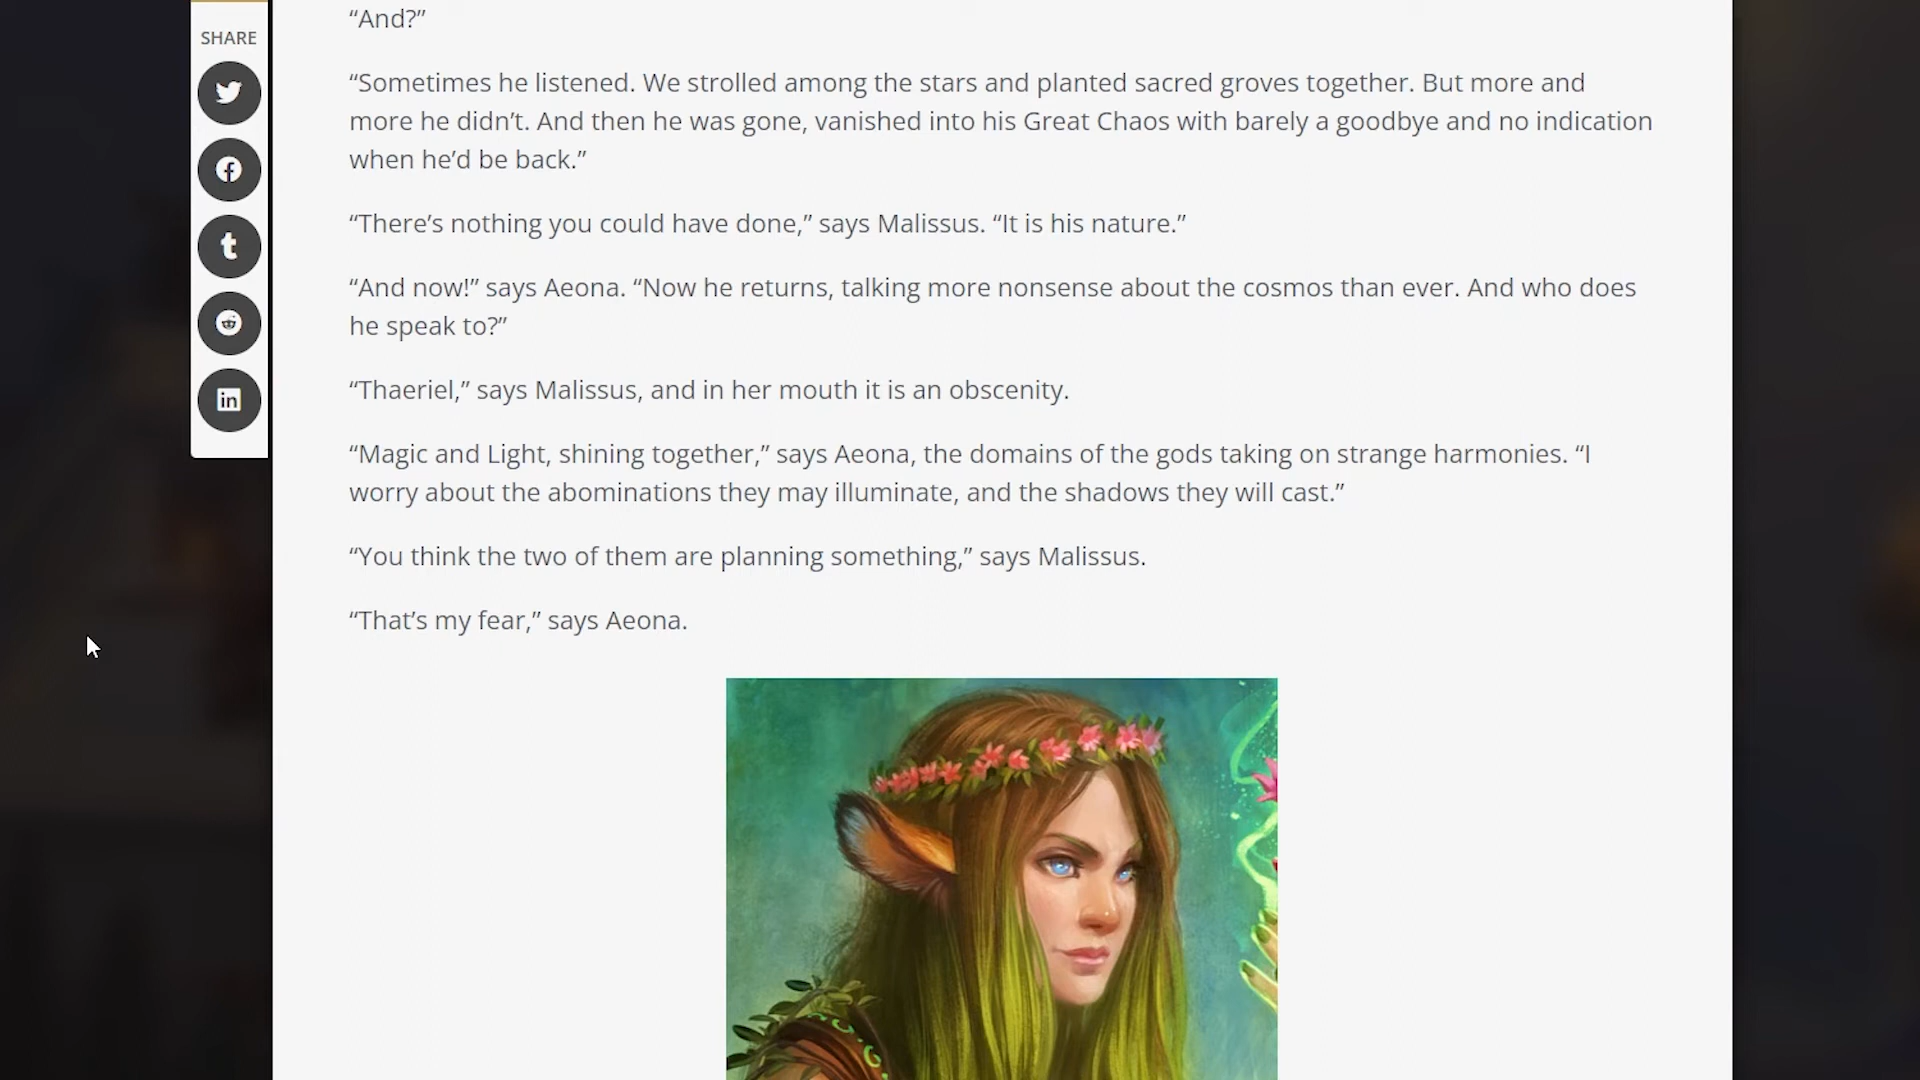 “And?”
SHARE
“Sometimes he listened. We strolled among the stars and planted sacred groves together. But more and
more he didn’t. And then he was gone, vanished into his Great Chaos with barely a goodbye and no indication
when he’d be back.”
“There’s nothing you could have done,” says Malissus. “It is his nature.”
“And now!” says Aeona. “Now he returns, talking more nonsense about the cosmos than ever. And who does
he speak to?”
“Thaeriel,” says Malissus, and in her mouth it is an obscenity.
“Magic and Light, shining together,” says Aeona, the domains of the gods taking on strange harmonies. “I
worry about the abominations they may illuminate, and the shadows they will cast.”
“You think the two of them are planning something,” says Malissus.
“That’s my fear,” says Aeona.